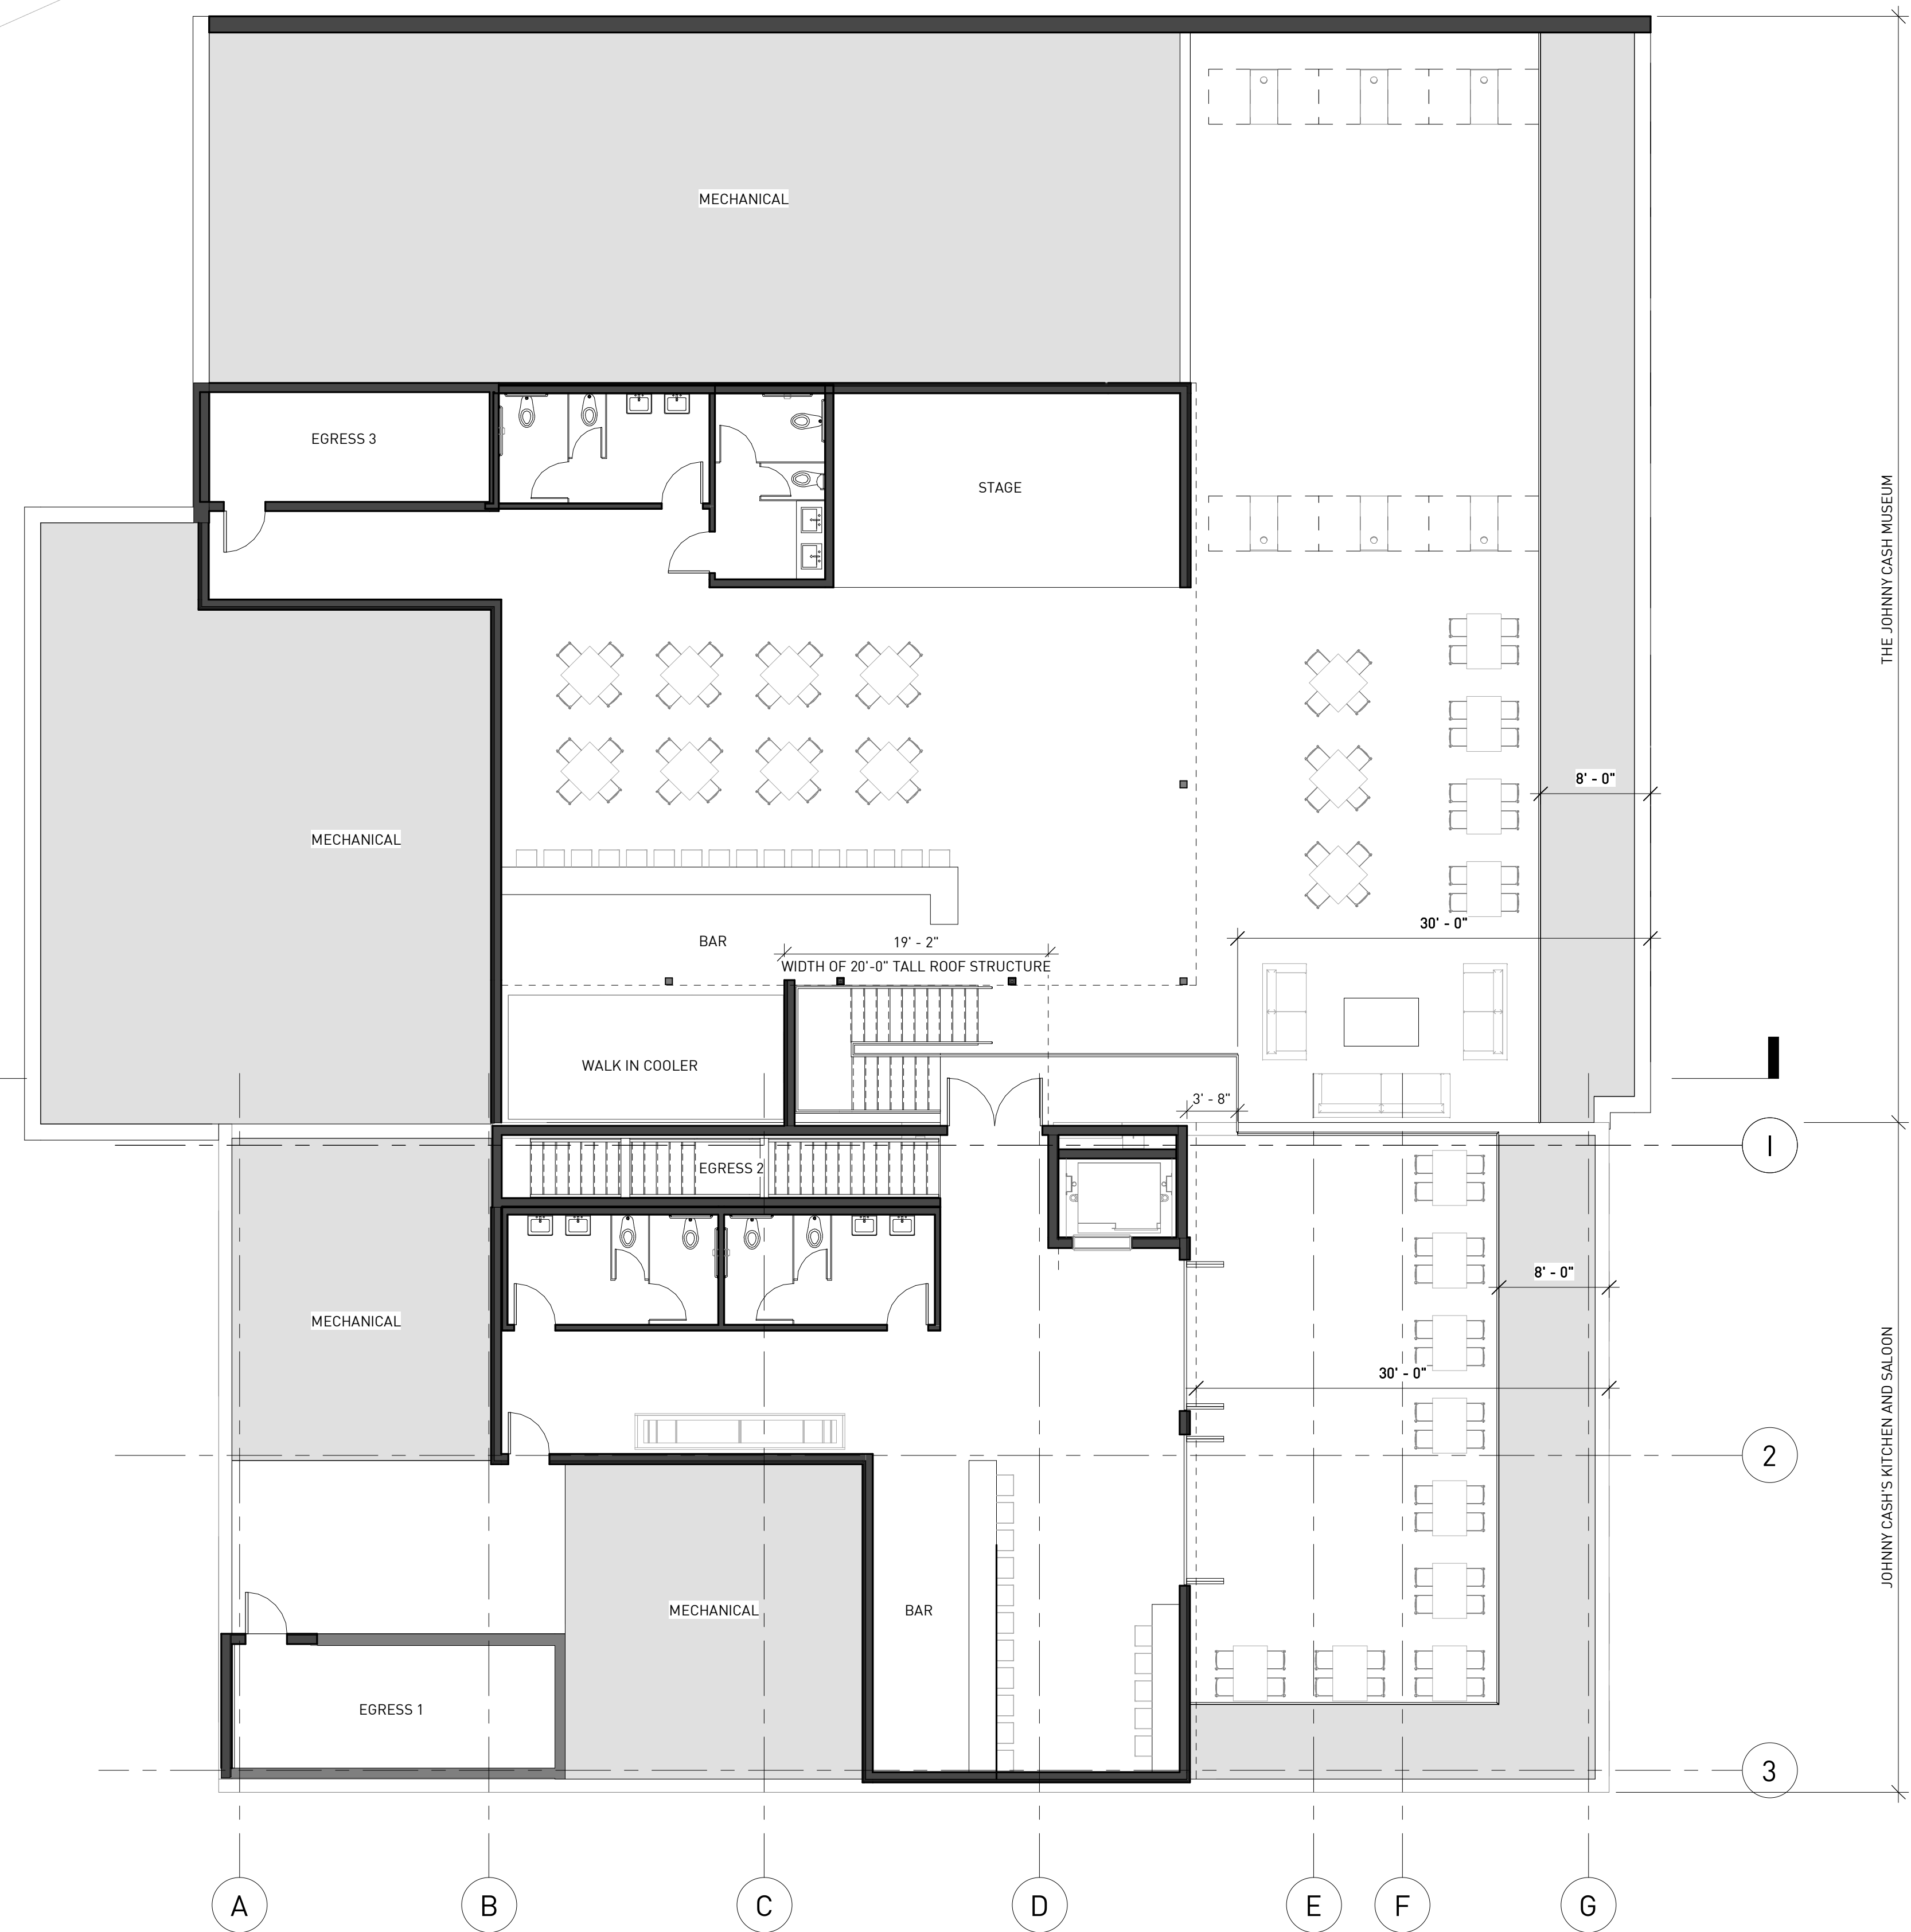 MECHANICAL
EGRESS 3
STAGE
THE JOHNNY CASH MUSEUM
8' - 0"
MECHANICAL
30' - 0"
BAR
19' - 2"
WIDTH OF 20'-0" TALL ROOF STRUCTURE
WALK IN COOLER
3' - 8"
1
EGRESS 2
8' - 0"
MECHANICAL
30' - 0"
JOHNNY CASH'S KITCHEN AND SALOON
2
MECHANICAL
BAR
EGRESS 1
3
A
B
C
D
E
F
G